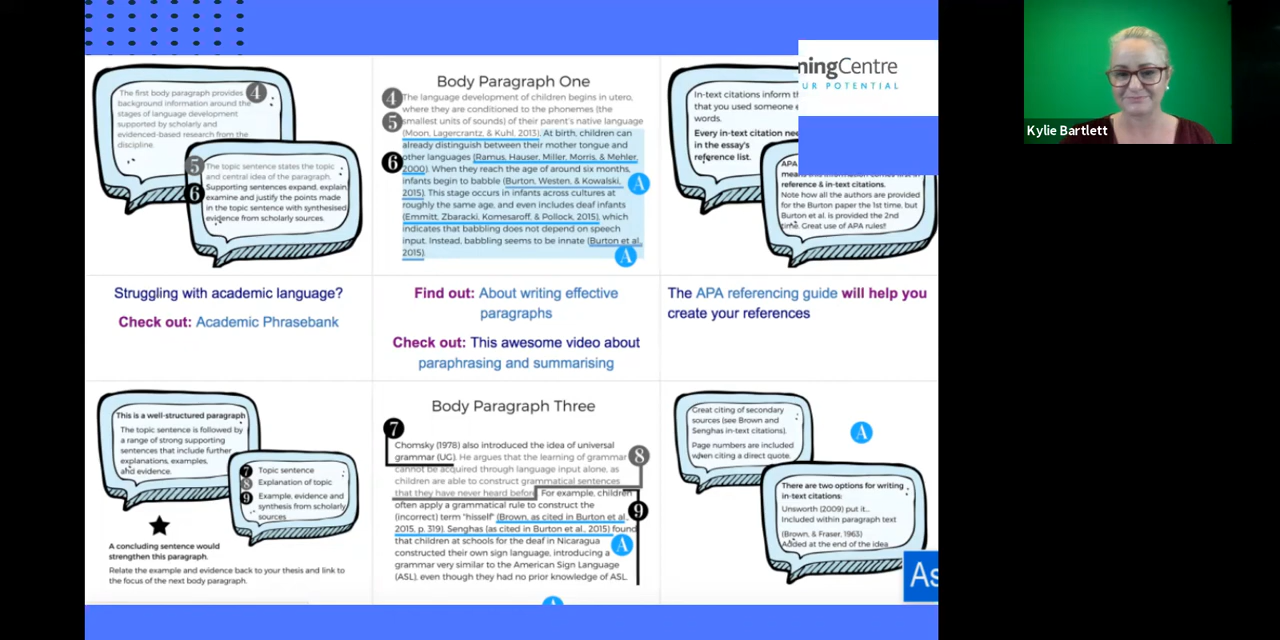 The first body paragraph provides
background information around the
stages of language development
supported by scholarly and
evidenced-based research from the
discipline.
4
5
The topic sentence states the topic
and central idea of the paragraph.
6
Supporting sentences expand, explain,
examine and justify the points made
in the topic sentence with synthesised
evidence from scholarly sources.
Body Paragraph One
4
5
6
The language development of children begins in utero,
where they are conditioned to the phonemes (the
smallest units of sounds) of their parent's native language
(Moon, Lagercrantz, & Kuhl, 2013). At birth, children can
already distinguish between their mother tongue and
other languages (Ramus, Hauser, Miller, Morris, & Mehler,
2000). When they reach the age of around six months,
infants begin to babble (Burton, Westen, & Kowalski,
2015). This stage occurs in infants across cultures at
roughly the same age, and even includes deaf infants
(Emmitt, Zbaracki, Komesaroff, & Pollock, 2015), which
indicates that babbling does not depend on speech
input. Instead, babbling seems to be innate (Burton et al.,
2015).
A
A
ningCentre
UR POTENTIAL
In-text citations inform
that you used someone
words.
Every in-text citation
in the essay's
reference list.
APA
reference & in-text citations.
Note how all the authors are provided
for the Burton paper the 1st time, but
Burton et al. is provided the 2nd
time. Great use of APA rules!
Kylie Bartlett
Struggling with academic language?
Check out: Academic Phrasebank
Find out: About writing effective
paragraphs
Check out: This awesome video about
paraphrasing and summarising
The APA referencing guide will help you
create your references
This is a well-structured paragraph
The topic sentence is followed by
a range of strong supporting
sentences that include further
explanations, examples,
and evidence.
7 Topic sentence
8 Explanation of topic
9 Example, evidence and
synthesis from scholarly
sources
A concluding sentence would
strengthen this paragraph.
Relate the example and evidence back to your thesis and link to
the focus of the next body paragraph.
Body Paragraph Three
7
8
9
Chomsky (1978) also introduced the idea of universal
grammar (UG). He argues that the learning of grammar
cannot be acquired through language input alone, as
children are able to construct grammatical sentences
that they have never heard before. For example, children
often apply a grammatical rule to construct the
(incorrect) term "hisself" (Brown, as cited in Burton et al.,
2015, p. 319). Senghas (as cited in Burton et al., 2015) found
that children at schools for the deaf in Nicaragua
constructed their own sign language, introducing a
grammar very similar to the American Sign Language
(ASL), even though they had no prior knowledge of ASL.
A
A
Great citing of secondary
sources (see Brown and
Senghas in-text citations).
Page numbers are included
when citing a direct quote.
A
There are two options for writing
in-text citations:
Unsworth (2009) put it...
Included within paragraph text
(Brown, & Fraser, 1963)
Added at the end of the idea
As